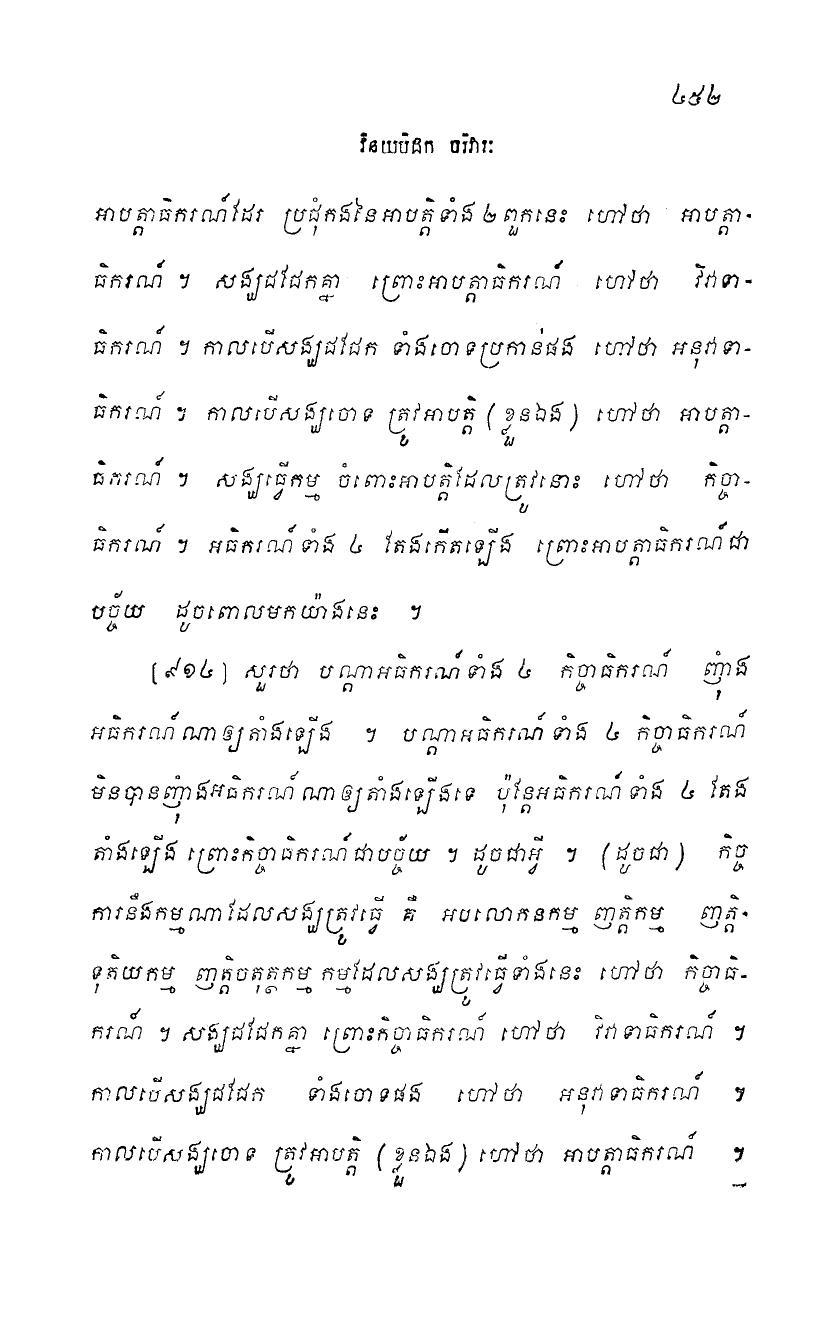 ៤៥២
វិនយបិដក បរិវារៈ
អាបត្តាធិករណ៍ដែរ ប្រជុំកងនៃអាបត្តិទាំង ២ ពួកនេះ ហៅថា អាបត្តា-
ធិករណ៍ ។ សង្ឃជជែកគ្នា ព្រោះអាបត្តាធិករណ៍ ហៅថា វិវាទា-
ធិករណ៍ ។ កាលបើសង្ឃជជែក ទាំងចោទប្រកាន់ផង ហៅថា អនុវាទា-
ធិករណ៍ ។ កាលបើសង្ឃចោទ ត្រូវអាបត្តិ (ខ្លួនឯង) ហៅថា អាបត្តា-
ធិករណ៍ ។ សង្ឃធ្វើកម្ម ចំពោះអាបត្តិដែលត្រូវនោះ ហៅថា កិច្ចា-
ធិករណ៍ ។ អធិករណ៍ទាំង ៤ តែងកើតឡើង ព្រោះអាបត្តាធិករណ៍ជា
បច្ច័យ ដូចពោលមកយ៉ាងនេះ ។
[៩១៤] សួរថា បណ្តាអធិករណ៍ទាំង ៤ កិច្ចាធិករណ៍ ញុំាង
អធិករណ៍ណាឲ្យតាំងឡើង ។ បណ្តាអធិករណ៍ទាំង ៤ កិច្ចាធិករណ៍
មិនបានញុំាងអធិករណ៍ណាឲ្យតាំងឡើងទេ ប៉ុន្តែអធិករណ៍ទាំង ៤ តែង
តាំងឡើង ព្រោះកិច្ចាធិករណ៍ជាបច្ច័យ ។ ដូចជាអ្វី ។ (ដូចជា) កិច្ច
ការនឹងកម្មណាដែលសង្ឃត្រូវធ្វើ គឺ អបលោកនកម្ម ញត្តិកម្ម ញត្តិ-
ទុតិយកម្ម ញត្តិចតុត្ថកម្ម កម្មដែលសង្ឃត្រូវធ្វើទាំងនេះ ហៅថា កិច្ចាធិ-
ករណ៍ ។ សង្ឃជជែកគ្នា ព្រោះកិច្ចាធិករណ៍ ហៅថា វិវាទាធិករណ៍ ។
កាលបើសង្ឃជជែក ទាំងចោទផង ហៅថា អនុវាទាធិករណ៍ ។
កាលបើសង្ឃចោទ ត្រូវអាបត្តិ (ខ្លួនឯង) ហៅថា អាបត្តាធិករណ៍ ។